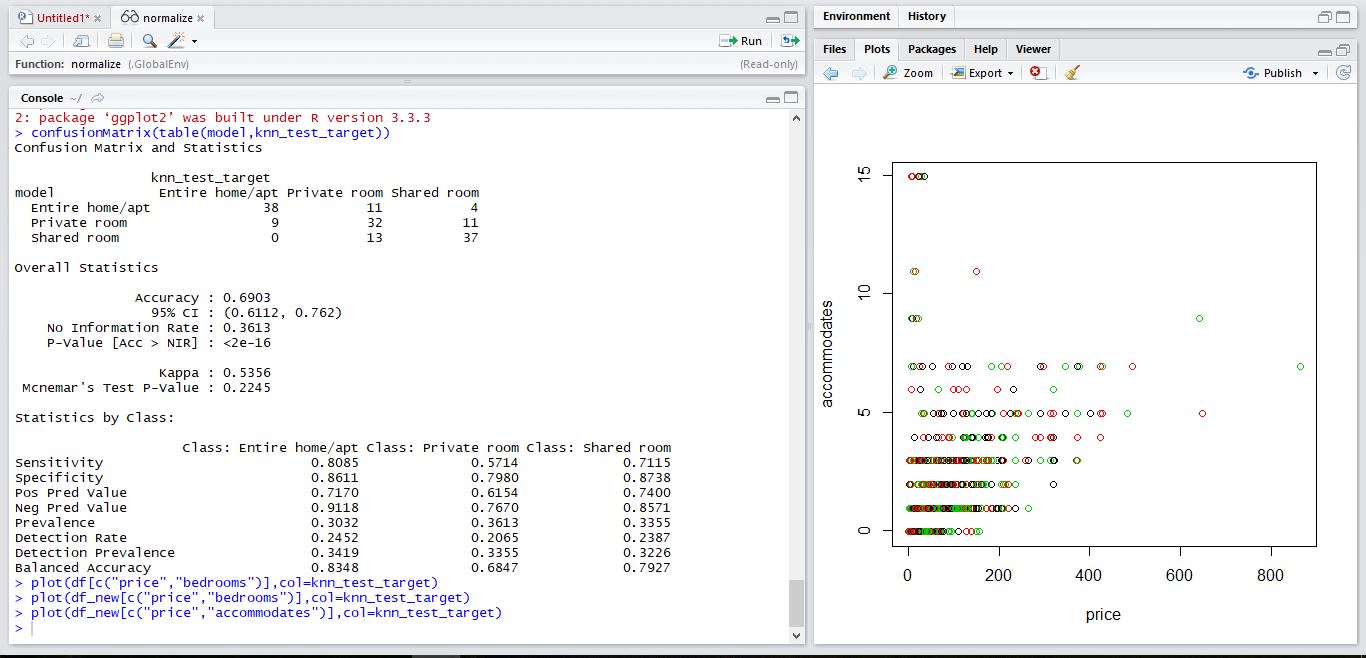 Untitled1*
normalize
Run
Function: normalize (.GlobalEnv)
(Read-only)
Console ~/
2: package ‘ggplot2’ was built under R version 3.3.3
> confusionMatrix(table(model,knn_test_target))
Confusion Matrix and Statistics
knn_test_target
model Entire home/apt Private room Shared room
Entire home/apt 38 11 4
Private room 9 32 11
Shared room 0 13 37
Overall Statistics
Accuracy : 0.6903
95% CI : (0.6112, 0.762)
No Information Rate : 0.3613
P-Value [Acc > NIR] : <2e-16
Kappa : 0.5356
Mcnemar's Test P-Value : 0.2245
Statistics by Class:
Class: Entire home/apt Class: Private room Class: Shared room
Sensitivity 0.8085 0.5714 0.7115
Specificity 0.8611 0.7980 0.8738
Pos Pred Value 0.7170 0.6154 0.7400
Neg Pred Value 0.9118 0.7670 0.8571
Prevalence 0.3032 0.3613 0.3355
Detection Rate 0.2452 0.2065 0.2387
Detection Prevalence 0.3419 0.3355 0.3226
Balanced Accuracy 0.8348 0.6847 0.7927
> plot(df[c("price","bedrooms")],col=knn_test_target)
> plot(df_new[c("price","bedrooms")],col=knn_test_target)
> plot(df_new[c("price","accommodates")],col=knn_test_target)
>
Environment History
Files Plots Packages Help Viewer
Zoom Export Publish
15
10
5
0
accommodates
0 200 400 600 800
price